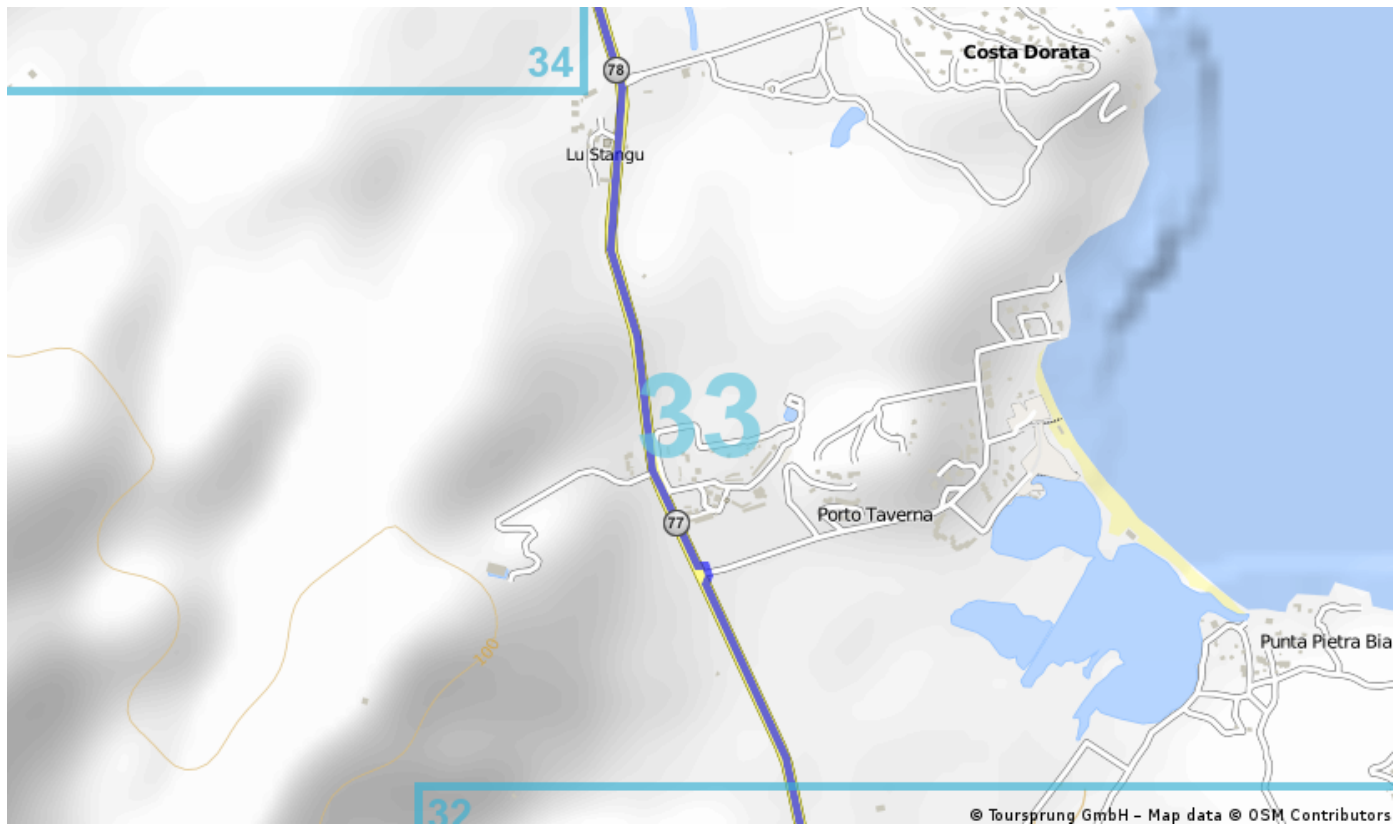 34
78
Costa Dorata
Lu Stangu
33
77
Porto Taverna
100
Punta Pietra Bia
32
© Toursprung GmbH – Map data © OSM Contributors